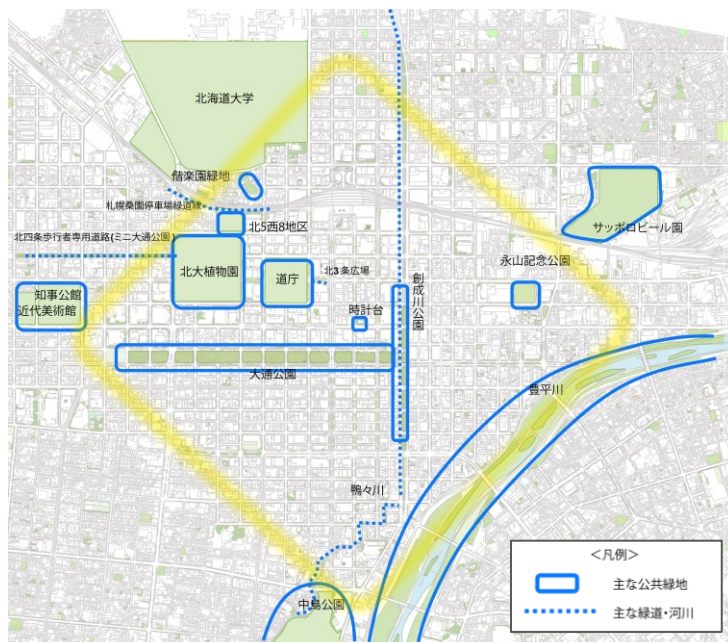 北海道大学
偕楽園緑地
札幌桑園停車場緑道線
北5西8地区
サッポロビール園
北四条歩行者専用道路(ミニ大通公園)
北大植物園
道庁
北3条広場
永山記念公園
知事公館
近代美術館
時計台
創成川公園
大通公園
豊平川
鴨々川
中島公園
<凡例>
主な公共緑地
主な緑道・河川